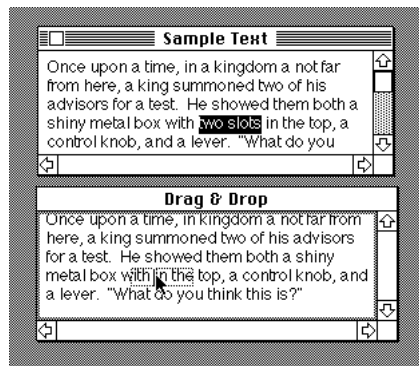 Sample Text
Once upon a time, in a kingdom a not far
from here, a king summoned two of his
advisors for a test. He showed them both a
shiny metal box with two slots in the top, a
control knob, and a lever. "What do you
Drag & Drop
Once upon a time, in kingdom a not far from
here, a king summoned two of his advisors
for a test. He showed them both a shiny
metal box with in the top, a control knob, and
a lever. "What do you think this is?"